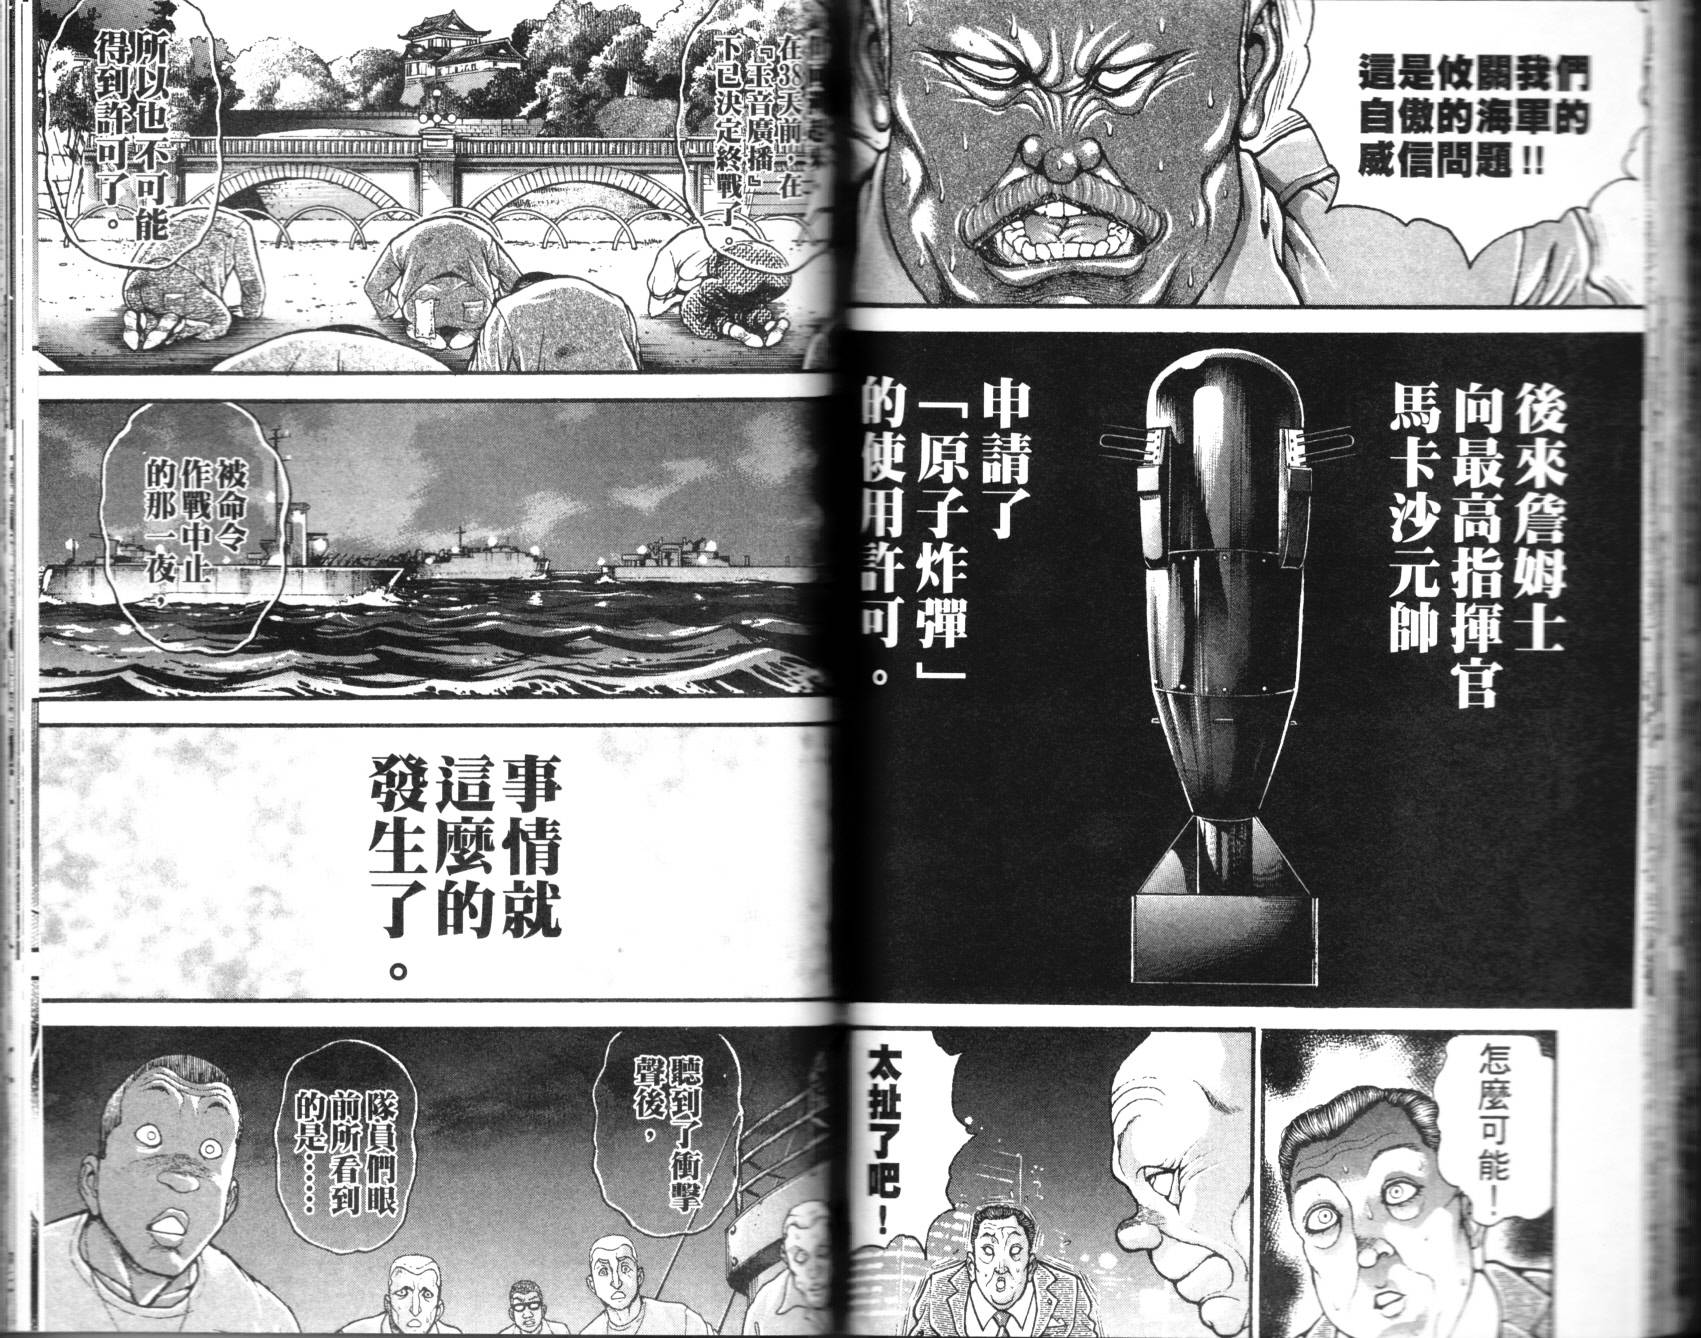 這是攸關我們
自傲的海軍的
威信問題!!
後來詹姆士
向最高指揮官
馬卡沙元帥
申請了
「原子炸彈」
的使用許可。
怎麼可能!
太扯了吧!
在38天前,在
『玉音廣播』
下已決定終戰了。
所以也不可能
得到許可了。
被命令
作戰中止
的那一夜,
事情就
這麼的
發生了。
聽到了衝擊
聲後,
隊員們眼
前所看到
的是……